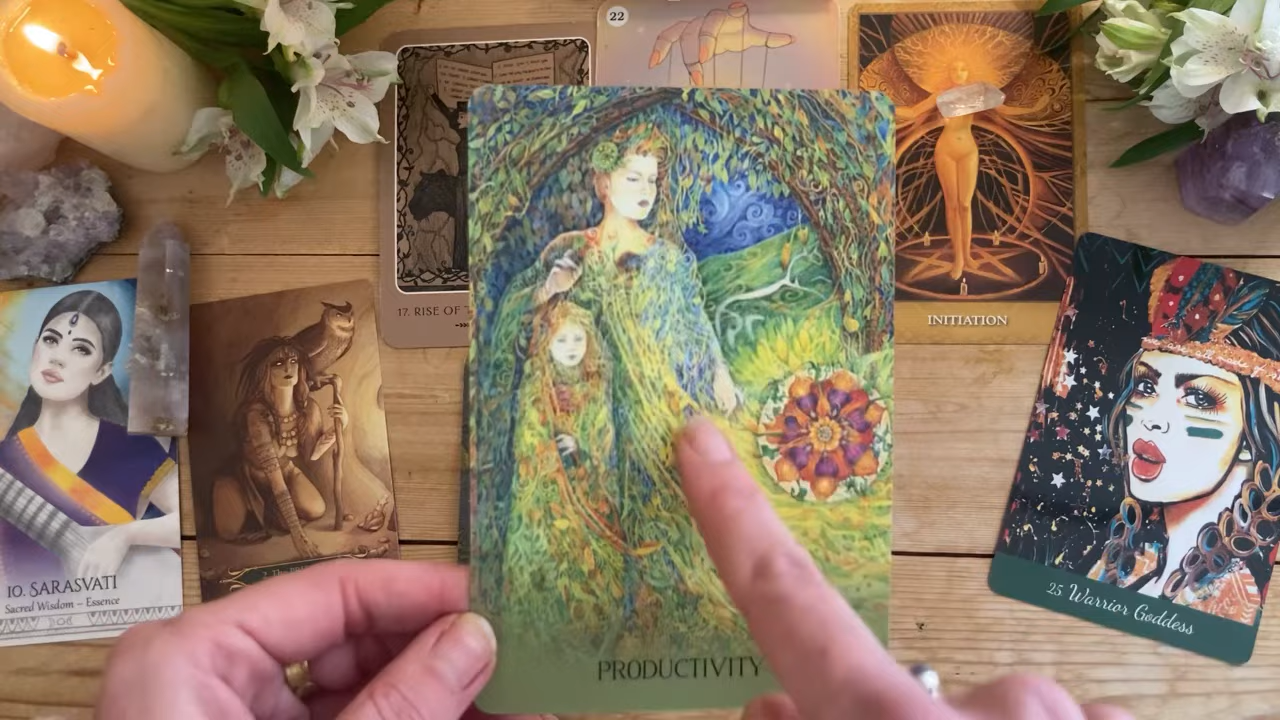 22
17. RISE OF
INITIATION
10. SARASVATI
Sacred Wisdom – Essence
25. Warrior Goddess
PRODUCTIVITY